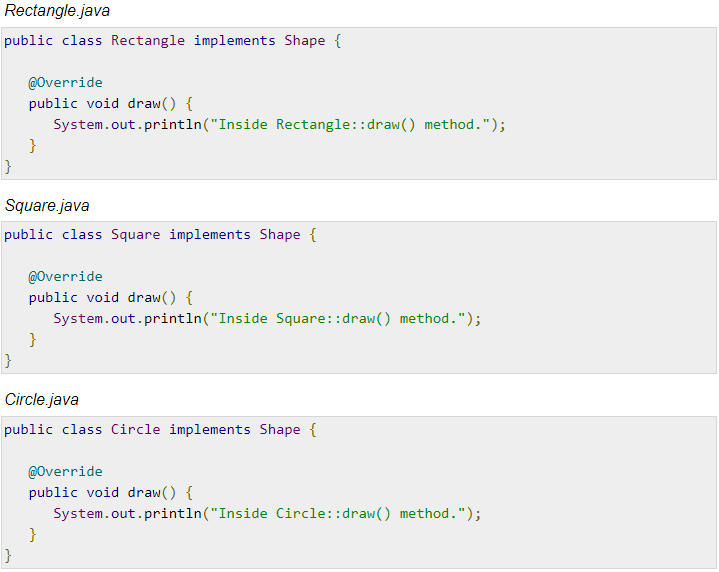 Rectangle.java
public class Rectangle implements Shape {
@Override
public void draw() {
System.out.println("Inside Rectangle::draw() method.");
}
}
Square.java
public class Square implements Shape {
@Override
public void draw() {
System.out.println("Inside Square::draw() method.");
}
}
Circle.java
public class Circle implements Shape {
@Override
public void draw() {
System.out.println("Inside Circle::draw() method.");
}
}